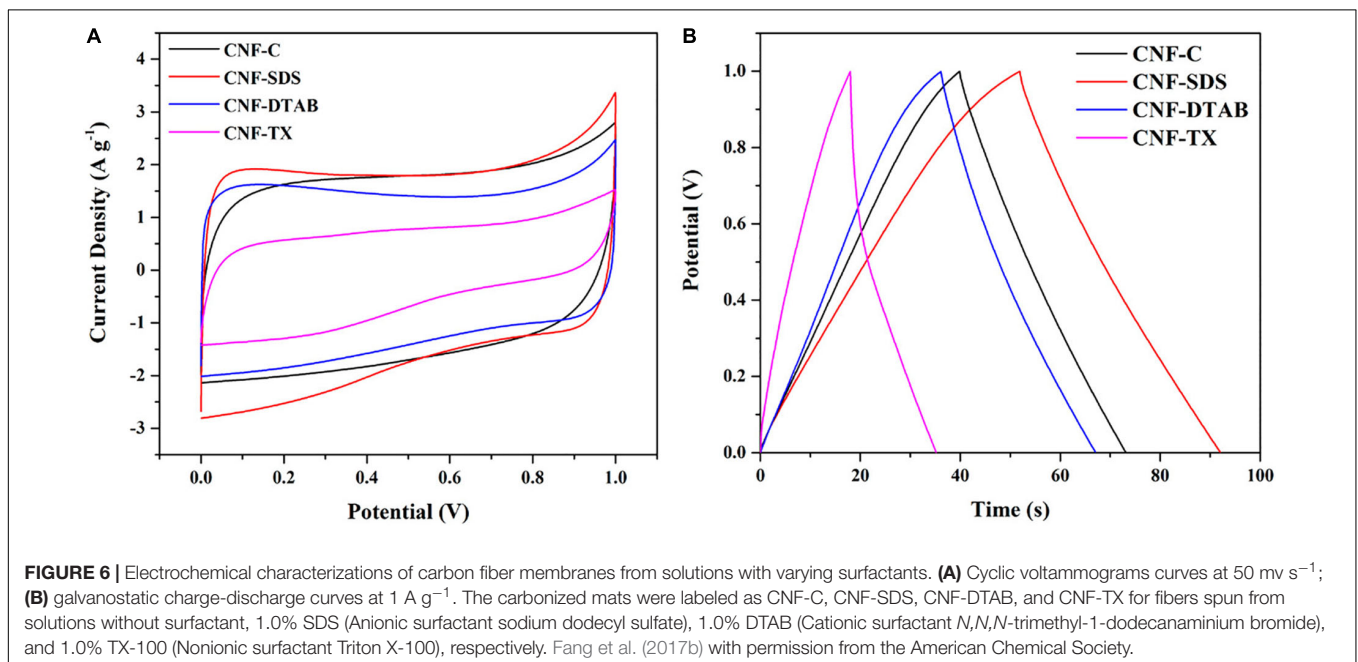 A
CNF-C
CNF-SDS
CNF-DTAB
CNF-TX
4
3
2
1
0
-1
-2
-3
Current Density (A g⁻¹)
0.0 0.2 0.4 0.6 0.8 1.0
Potential (V)
B
CNF-C
CNF-SDS
CNF-DTAB
CNF-TX
1.0
0.8
0.6
0.4
0.2
0.0
Potential (V)
0 20 40 60 80 100
Time (s)
FIGURE 6 | Electrochemical characterizations of carbon fiber membranes from solutions with varying surfactants. (A) Cyclic voltammograms curves at 50 mv s⁻¹;
(B) galvanostatic charge-discharge curves at 1 A g⁻¹. The carbonized mats were labeled as CNF-C, CNF-SDS, CNF-DTAB, and CNF-TX for fibers spun from
solutions without surfactant, 1.0% SDS (Anionic surfactant sodium dodecyl sulfate), 1.0% DTAB (Cationic surfactant N,N,N-trimethyl-1-dodecanaminium bromide),
and 1.0% TX-100 (Nonionic surfactant Triton X-100), respectively. Fang et al. (2017b) with permission from the American Chemical Society.